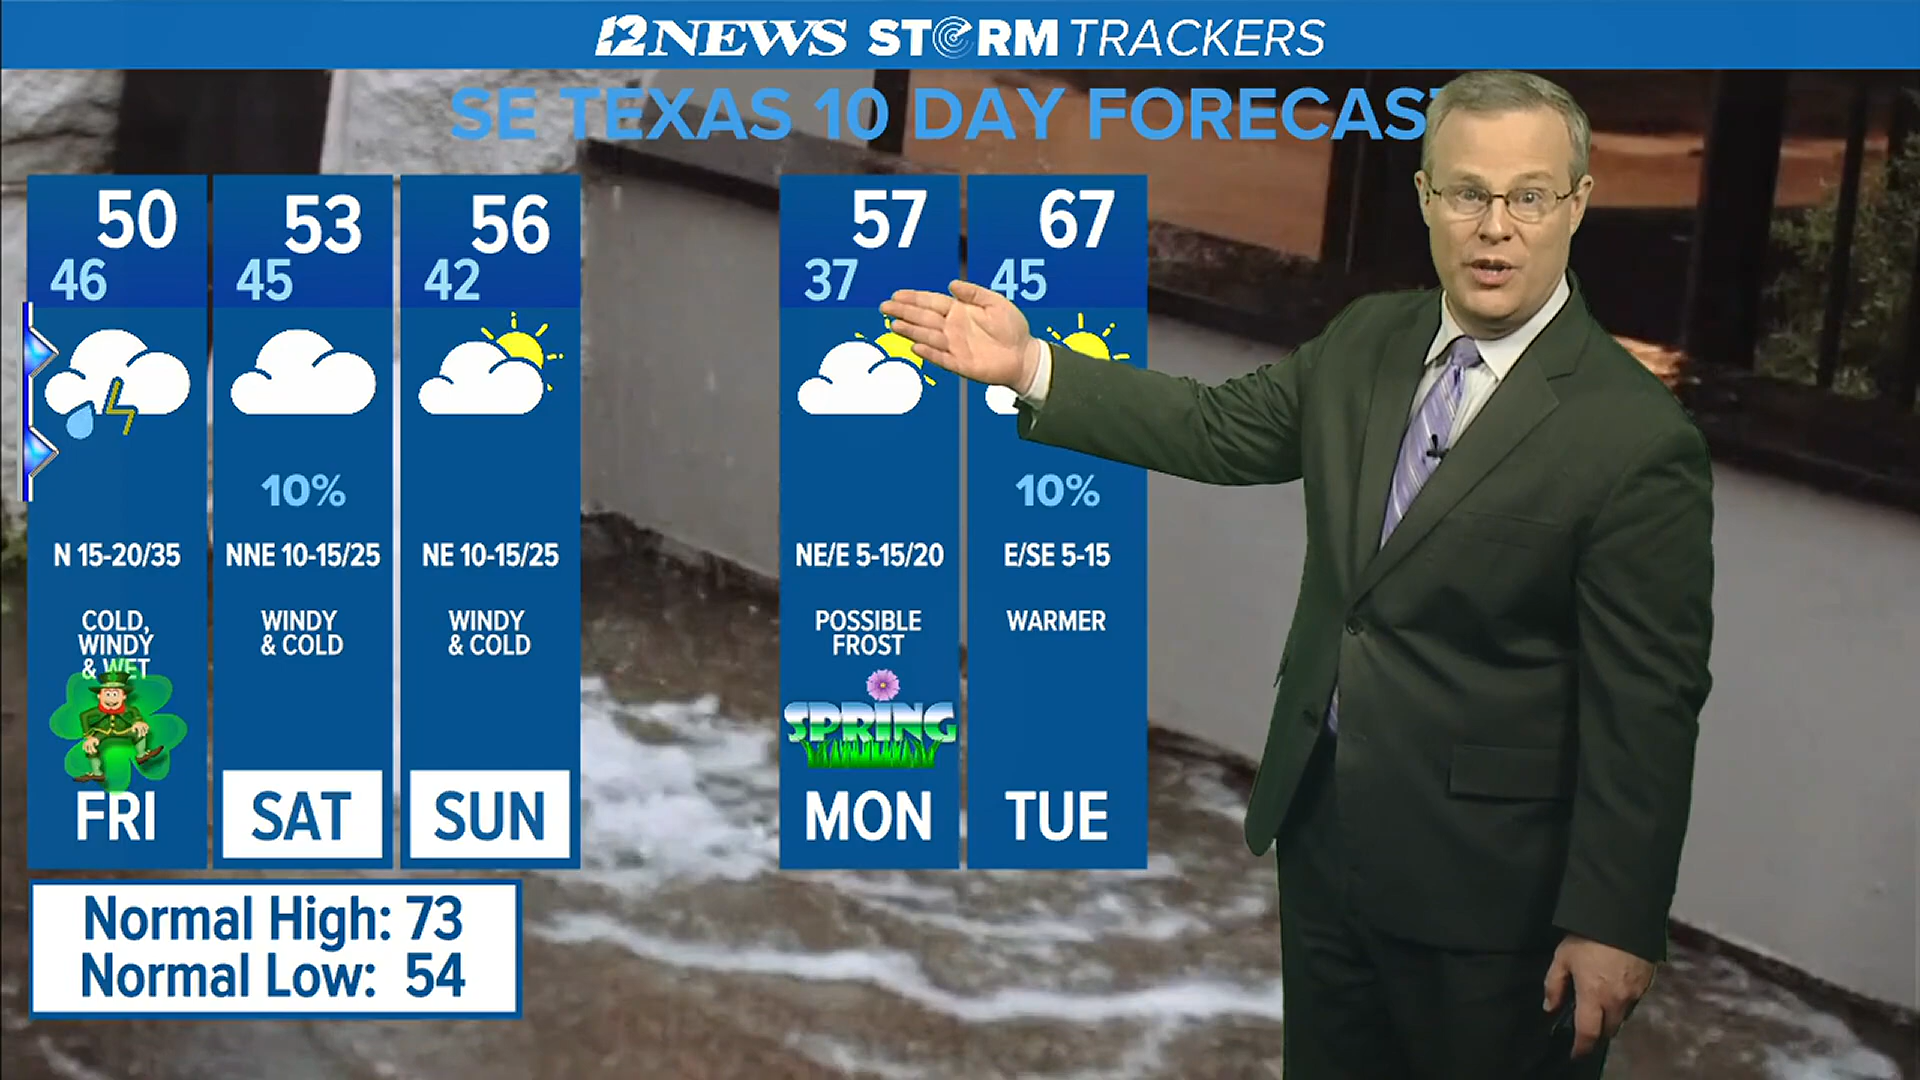 12NEWS STORM TRACKERS
SE TEXAS 10 DAY FORECAST
50
46
N 15-20/35
COLD,
WINDY
& WET
FRI
53
45
10%
NNE 10-15/25
WINDY
& COLD
SAT
56
42
NE 10-15/25
WINDY
& COLD
SUN
57
37
NE/E 5-15/20
POSSIBLE
FROST
SPRING
MON
67
45
10%
E/SE 5-15
WARMER
TUE
Normal High: 73
Normal Low: 54